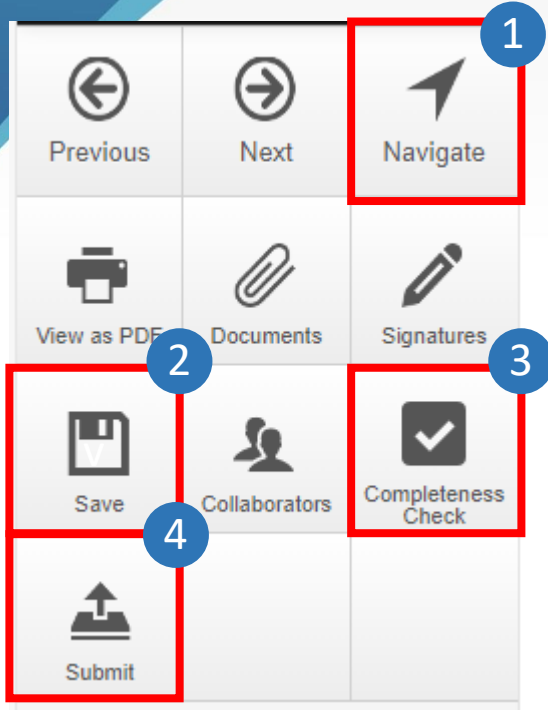 1
Previous
Next
Navigate
View as PDF
Documents
Signatures
2
3
Save
Collaborators
Completeness
Check
4
Submit